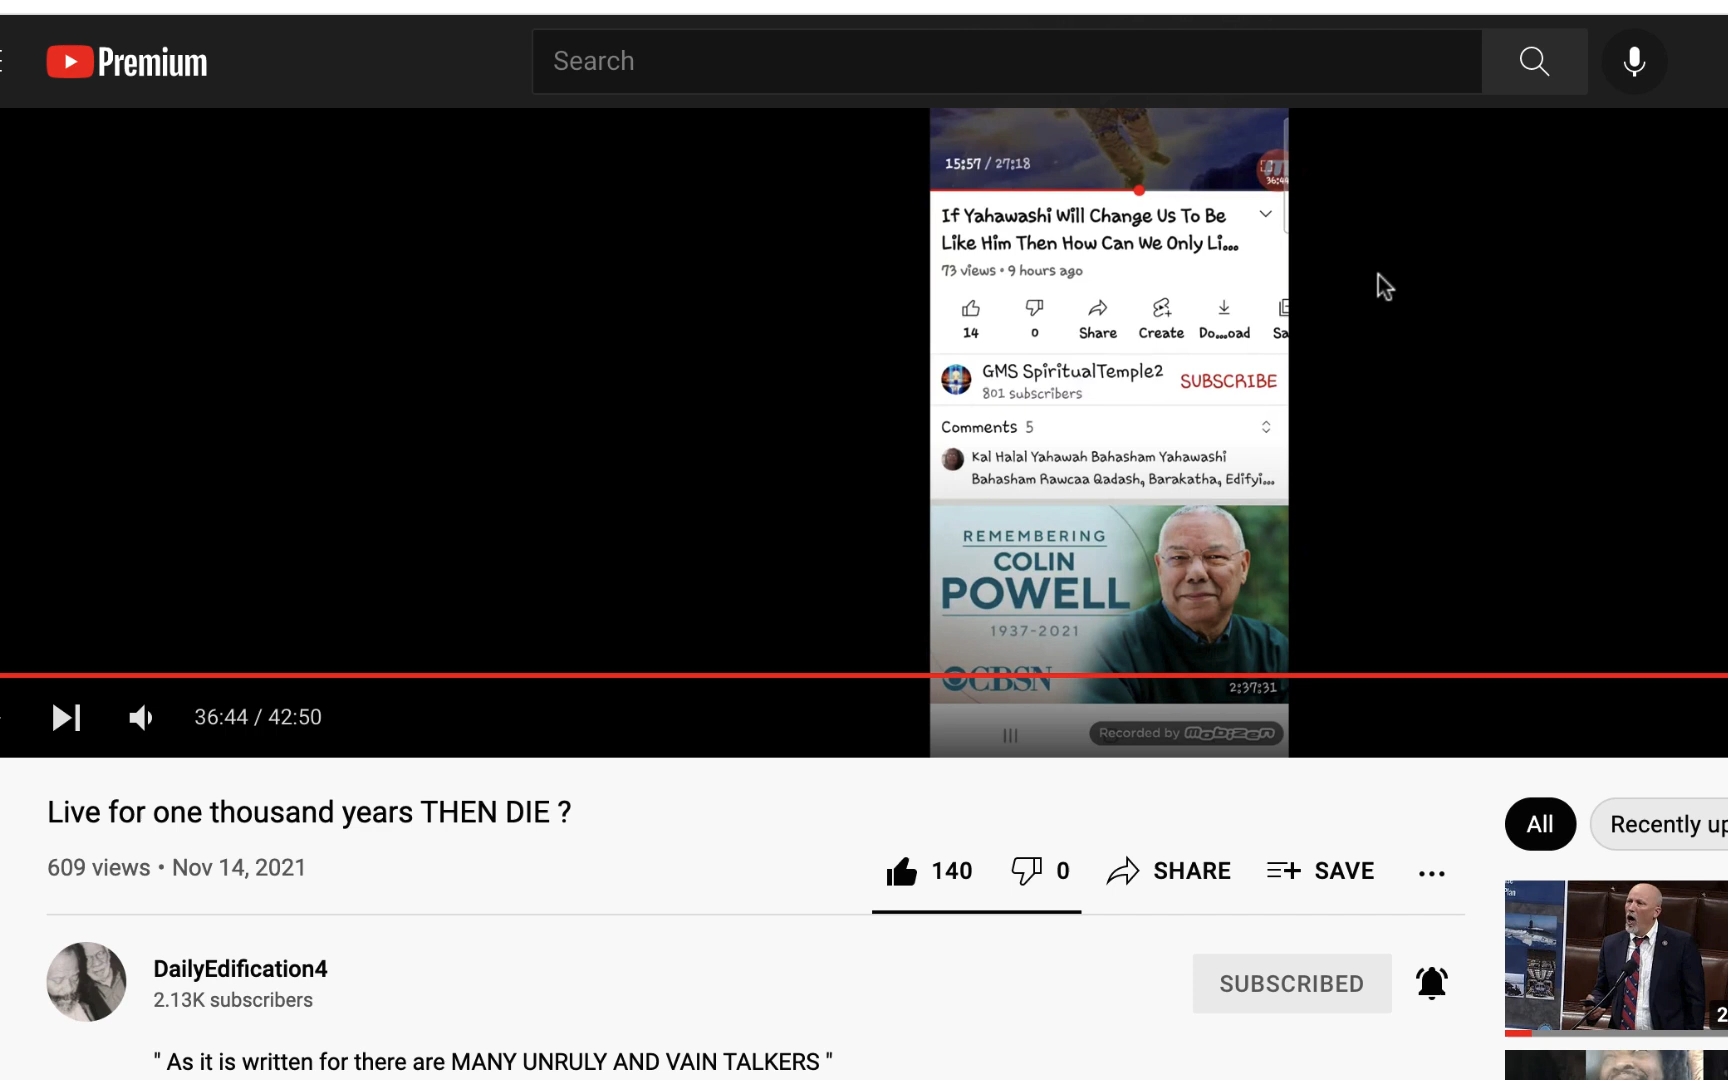 Premium
Search
15:57 / 27:18
36:44
If Yahawashi Will Change Us To Be
Like Him Then How Can We Only Li...
73 views • 9 hours ago
14
0
Share
Create
Do...oad
Sa
GMS SpiritualTemple2
801 subscribers
SUBSCRIBE
Comments 5
Kal Halal Yahawah Bahasham Yahawashi
Bahasham Rawcaa Qadash, Barakatha, Edifyi...
REMEMBERING
COLIN
POWELL
1937-2021
CBSN
2:37:31
Recorded by Mobizen
36:44 / 42:50
Live for one thousand years THEN DIE ?
609 views • Nov 14, 2021
140
0
SHARE
SAVE
All
Recently up
DailyEdification4
2.13K subscribers
SUBSCRIBED
" As it is written for there are MANY UNRULY AND VAIN TALKERS "